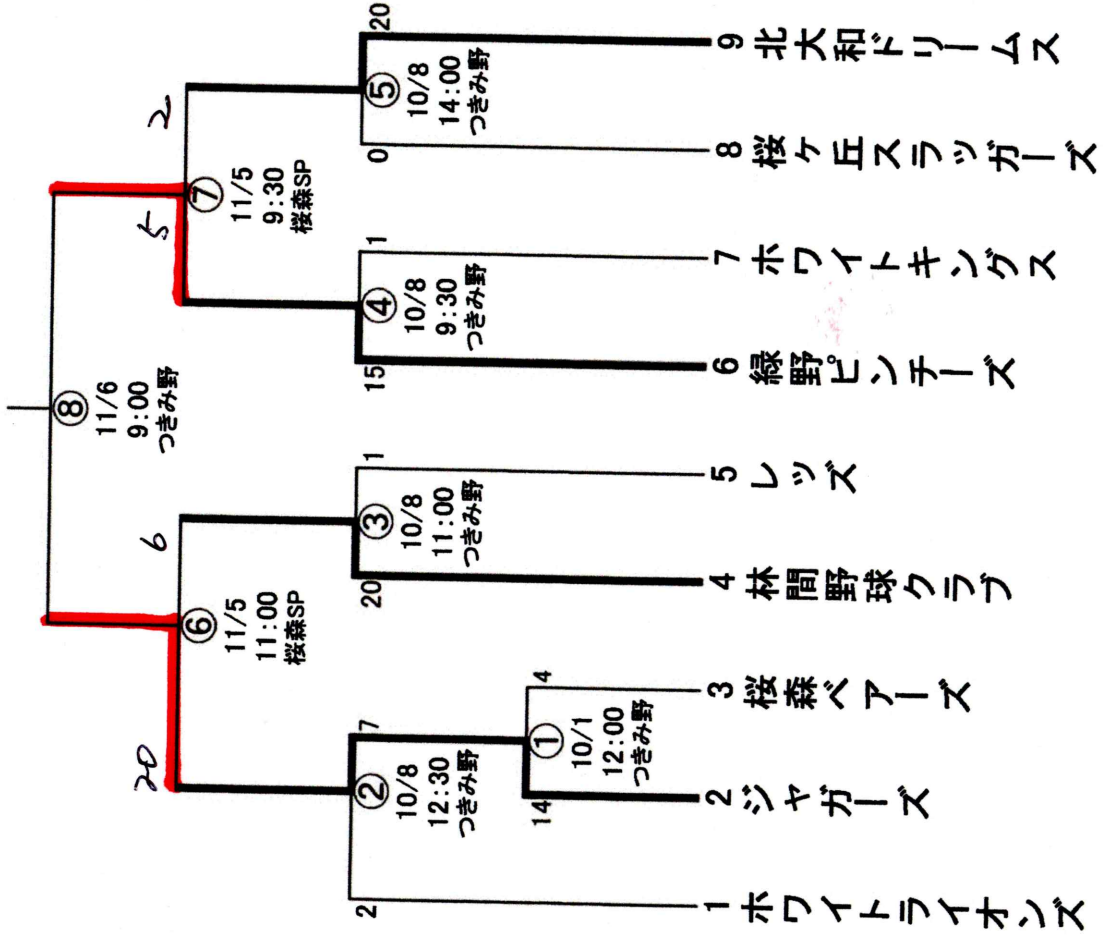 ⑧
11/6
9:00
つきみ野
20
6
⑥
11/5
11:00
桜森SP
5
2
⑦
11/5
9:30
桜森SP
2
7
②
10/8
12:30
つきみ野
20
1
③
10/8
11:00
つきみ野
15
1
④
10/8
9:30
つきみ野
0
20
⑤
10/8
14:00
つきみ野
14
4
①
10/1
12:00
つきみ野
1 ホワイトライオンズ
2 ジャガーズ
3 桜森ベアーズ
4 林間野球クラブ
5 レッズ
6 緑野ピンチーズ
7 ホワイトキングス
8 桜ケ丘スラッガーズ
9 北大和ドリームス